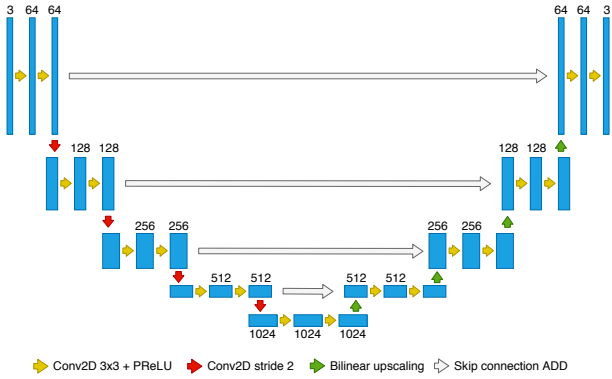 3 64 64
64 64 3
128 128
128 128
256 256
256 256
512 512
512 512
1024 1024 1024
Conv2D 3x3 + PReLU Conv2D stride 2 Bilinear upscaling Skip connection ADD